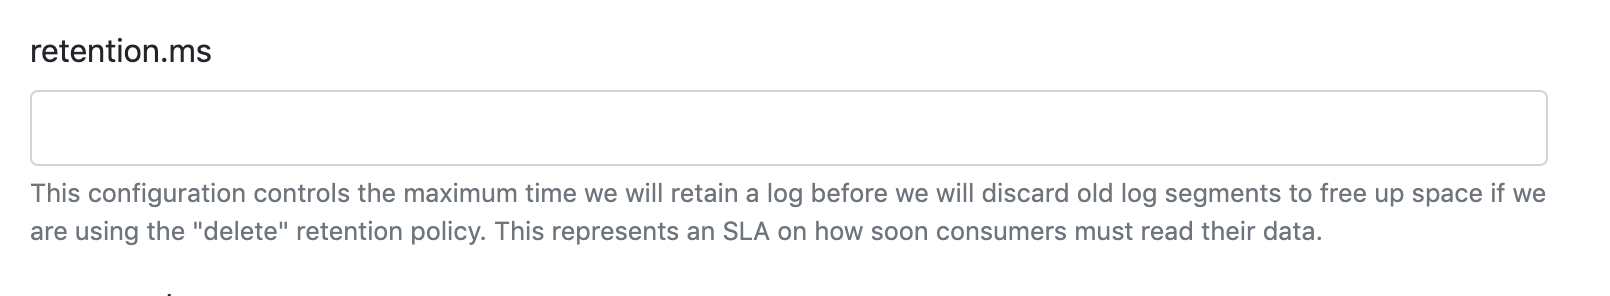 retention.ms
This configuration controls the maximum time we will retain a log before we will discard old log segments to free up space if we
are using the "delete" retention policy. This represents an SLA on how soon consumers must read their data.